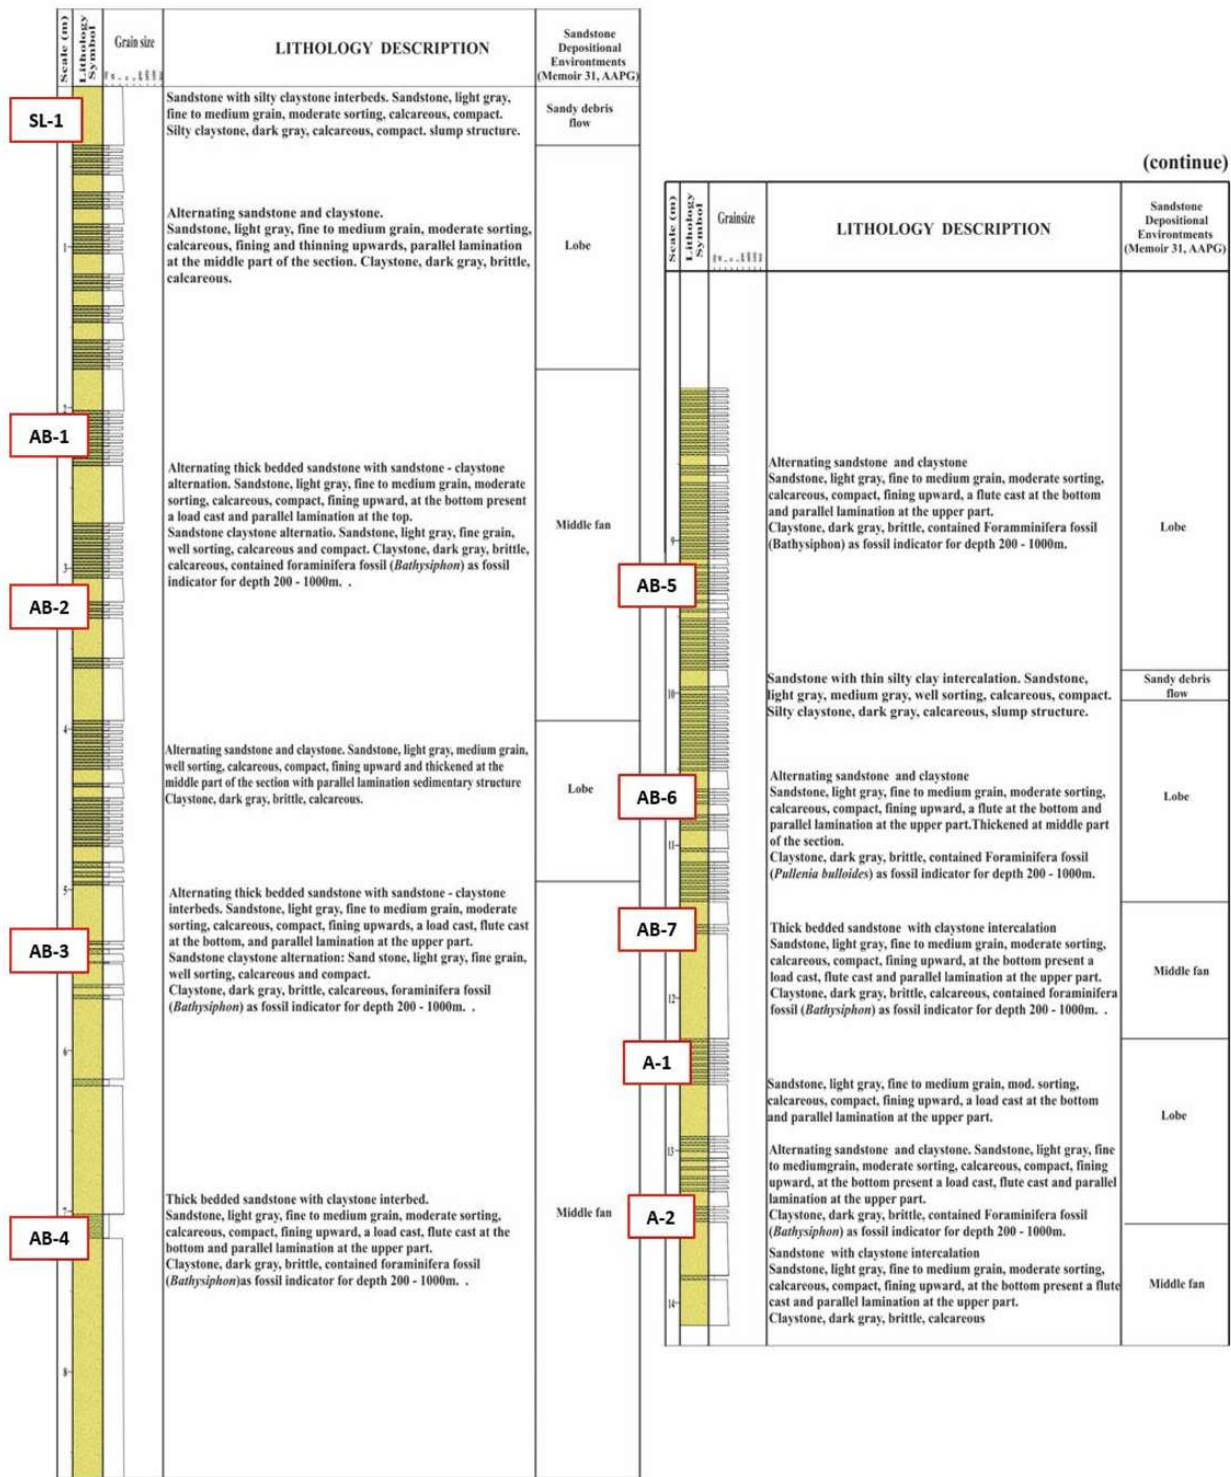 Scale (m)
Lithology
Symbol
Grain size
LITHOLOGY DESCRIPTION
Sandstone
Depositional
Environtments
(Memoir 31, AAPG)
SL-1
Sandstone with silty claystone interbeds. Sandstone, light gray,
fine to medium grain, moderate sorting, calcareous, compact.
Silty claystone, dark gray, calcareous, compact. slump structure.
Sandy debris
flow
Alternating sandstone and claystone.
Sandstone, light gray, fine to medium grain, moderate sorting,
calcareous, fining and thinning upwards, parallel lamination
at the middle part of the section. Claystone, dark gray, brittle,
calcareous.
Lobe
1
2
AB-1
Alternating thick bedded sandstone with sandstone - claystone
alternation. Sandstone, light gray, fine to medium grain, moderate
sorting, calcareous, compact, fining upward, at the bottom present
a load cast and parallel lamination at the top.
Sandstone claystone alternatio. Sandstone, light gray, fine grain,
well sorting, calcareous and compact. Claystone, dark gray, brittle,
calcareous, contained foraminifera fossil (Bathysiphon) as fossil
indicator for depth 200 - 1000m. .
Middle fan
3
AB-2
4
Alternating sandstone and claystone. Sandstone, light gray, medium grain,
well sorting, calcareous, compact, fining upward and thickened at the
middle part of the section with parallel lamination sedimentary structure
Claystone, dark gray, brittle, calcareous.
Lobe
5
AB-3
Alternating thick bedded sandstone with sandstone - claystone
interbeds. Sandstone, light gray, fine to medium grain, moderate
sorting, calcareous, compact, fining upwards, a load cast, flute cast
at the bottom, and parallel lamination at the upper part.
Sandstone claystone alternation: Sand stone, light gray, fine grain,
well sorting, calcareous and compact.
Claystone, dark gray, brittle, calcareous, foraminifera fossil
(Bathysiphon) as fossil indicator for depth 200 - 1000m. .
6
7
AB-4
Thick bedded sandstone with claystone interbed.
Sandstone, light gray, fine to medium grain, moderate sorting,
calcareous, compact, fining upward, a load cast, flute cast at the
bottom and parallel lamination at the upper part.
Claystone, dark gray, brittle, contained foraminifera fossil
(Bathysiphon)as fossil indicator for depth 200 - 1000m. .
Middle fan
8
(continue)
Scale (m)
Lithology
Symbol
Grainsize
LITHOLOGY DESCRIPTION
Sandstone
Depositional
Environtments
(Memoir 31, AAPG)
Alternating sandstone and claystone
Sandstone, light gray, fine to medium grain, moderate sorting,
calcareous, compact, fining upward, a flute cast at the bottom
and parallel lamination at the upper part.
Claystone, dark gray, brittle, contained Foramminifera fossil
(Bathysiphon) as fossil indicator for depth 200 - 1000m.
Lobe
9
AB-5
Sandstone with thin silty clay intercalation. Sandstone,
light gray, medium gray, well sorting, calcareous, compact.
Silty claystone, dark gray, calcareous, slump structure.
Sandy debris
flow
10
AB-6
Alternating sandstone and claystone
Sandstone, light gray, fine to medium grain, moderate sorting,
calcareous, compact, fining upward, a flute at the bottom and
parallel lamination at the upper part.Thickened at middle part
of the section.
Claystone, dark gray, brittle, contained Foraminifera fossil
(Pullenia bulloides) as fossil indicator for depth 200 - 1000m.
Lobe
11
AB-7
Thick bedded sandstone with claystone intercalation
Sandstone, light gray, fine to medium grain, moderate sorting,
calcareous, compact, fining upward, at the bottom present a
load cast, flute cast and parallel lamination at the upper part.
Claystone, dark gray, brittle, calcareous, contained foraminifera
fossil (Bathysiphon) as fossil indicator for depth 200 - 1000m. .
Middle fan
12
A-1
Sandstone, light gray, fine to medium grain, mod. sorting,
calcareous, compact, fining upward, a load cast at the bottom
and parallel lamination at the upper part.
Lobe
13
Alternating sandstone and claystone. Sandstone, light gray, fine
to mediumgrain, moderate sorting, calcareous, compact, fining
upward, at the bottom present a load cast, flute cast and parallel
lamination at the upper part.
Claystone, dark gray, brittle, contained Foraminifera fossil
(Bathysiphon) as fossil indicator for depth 200 - 1000m.
A-2
Sandstone with claystone intercalation
Sandstone, light gray, fine to medium grain, moderate sorting,
calcareous, compact, fining upward, at the bottom present a flute
cast and parallel lamination at the upper part.
Claystone, dark gray, brittle, calcareous
Middle fan
14